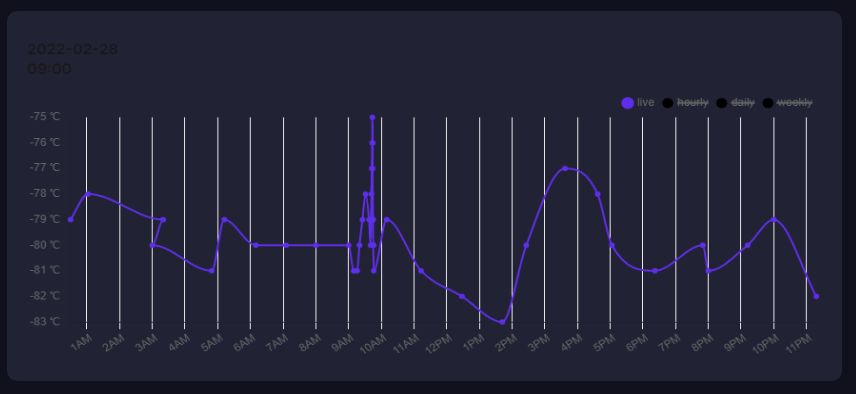 2022-02-28
09:00
live hourly daily weekly
-75 °C
-76 °C
-77 °C
-78 °C
-79 °C
-80 °C
-81 °C
-82 °C
-83 °C
1AM 2AM 3AM 4AM 5AM 6AM 7AM 8AM 9AM 10AM 11AM 12PM 1PM 2PM 3PM 4PM 5PM 6PM 7PM 8PM 9PM 10PM 11PM